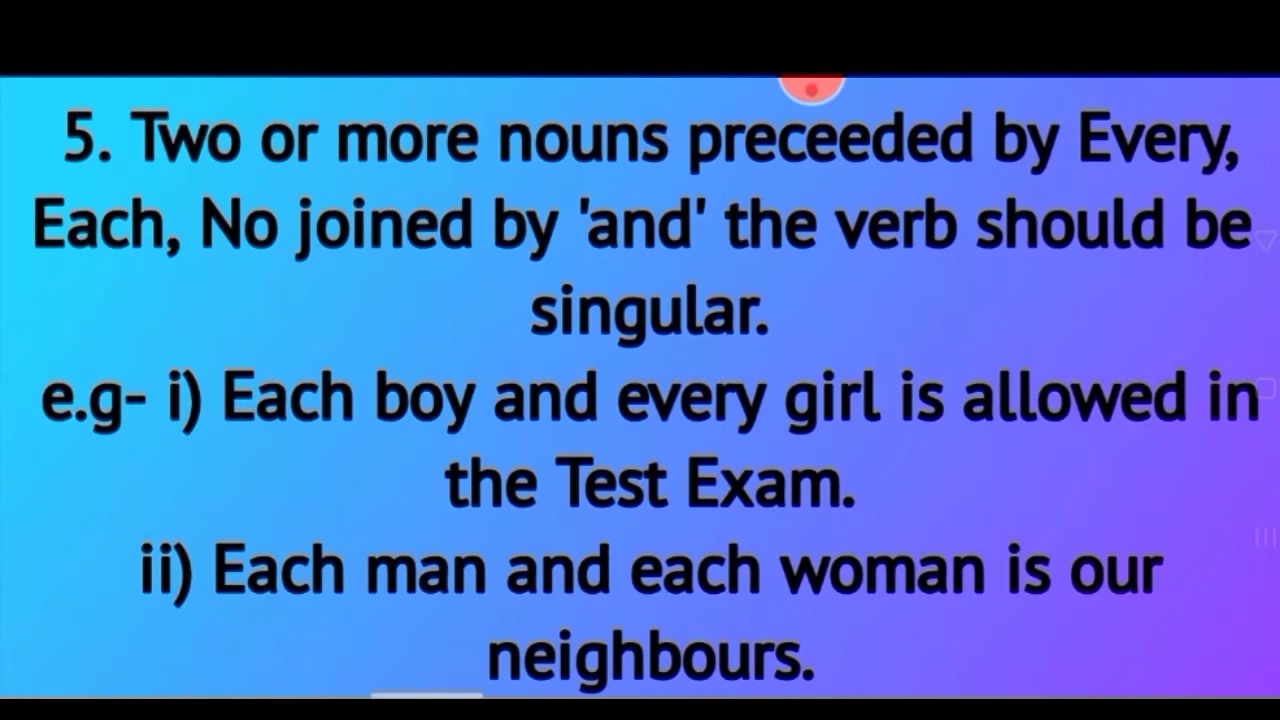 5. Two or more nouns preceeded by Every,
Each, No joined by 'and' the verb should be
singular.
e.g- i) Each boy and every girl is allowed in
the Test Exam.
ii) Each man and each woman is our
neighbours.